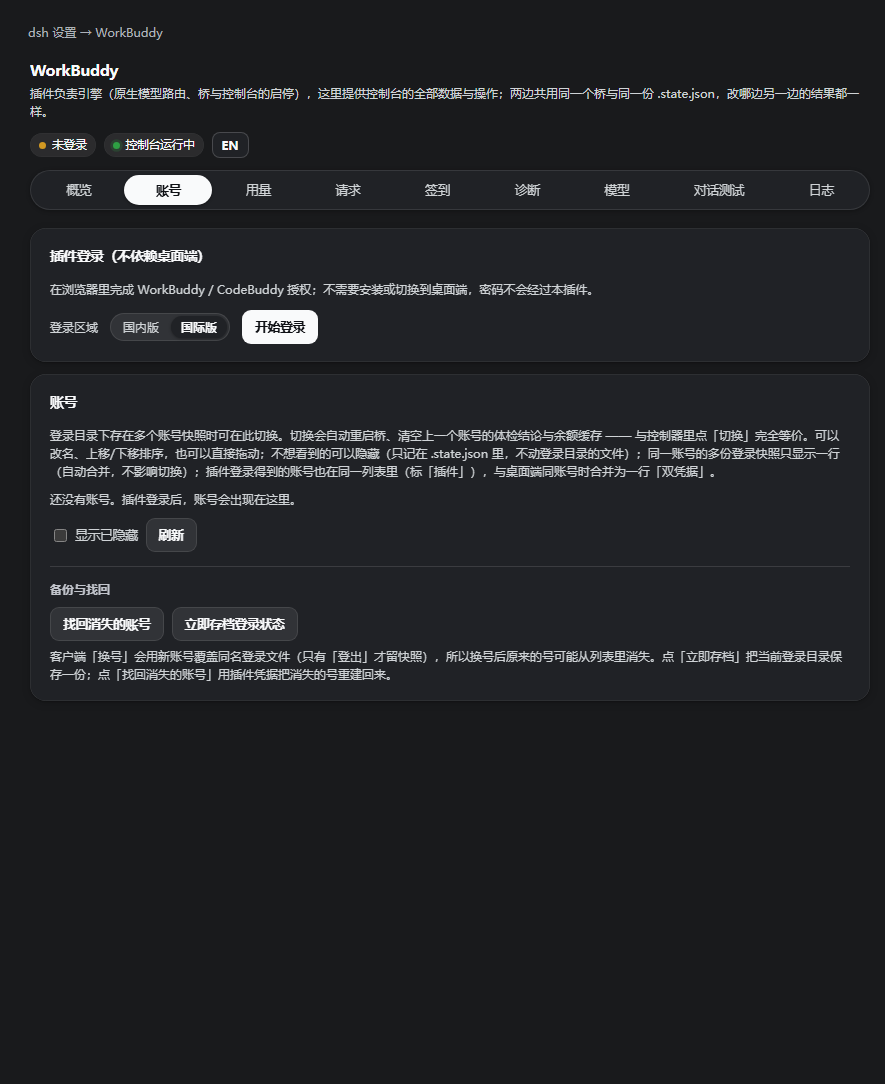 dsh 设置 → WorkBuddy
WorkBuddy
插件负责引擎（原生模型路由、桥与控制台的启停），这里提供控制台的全部数据与操作；两边共用同一个桥与同一份 .state.json，改哪边另一边的结果都一
样。
未登录 控制台运行中 EN
概览 账号 用量 请求 签到 诊断 模型 对话测试 日志
插件登录（不依赖桌面端）
在浏览器里完成 WorkBuddy / CodeBuddy 授权；不需要安装或切换到桌面端，密码不会经过本插件。
登录区域 国内版 国际版 开始登录
账号
登录目录下存在多个账号快照时可在此切换。切换会自动重启桥、清空上一个账号的体检结论与余额缓存 —— 与控制器里点「切换」完全等价。可以
改名、上移/下移排序，也可以直接拖动；不想看到的可以隐藏（只记在 .state.json 里，不动登录目录的文件）；同一账号的多份登录快照只显示一行
（自动合并，不影响切换）；插件登录得到的账号也在同一列表里（标「插件」），与桌面端同账号时合并为一行「双凭据」。
还没有账号。插件登录后，账号会出现在这里。
显示已隐藏 刷新
备份与找回
找回消失的账号 立即存档登录状态
客户端「换号」会用新账号覆盖同名登录文件（只有「登出」才留快照），所以换号后原来的号可能从列表里消失。点「立即存档」把当前登录目录保
存一份；点「找回消失的账号」用插件凭据把消失的号重建回来。